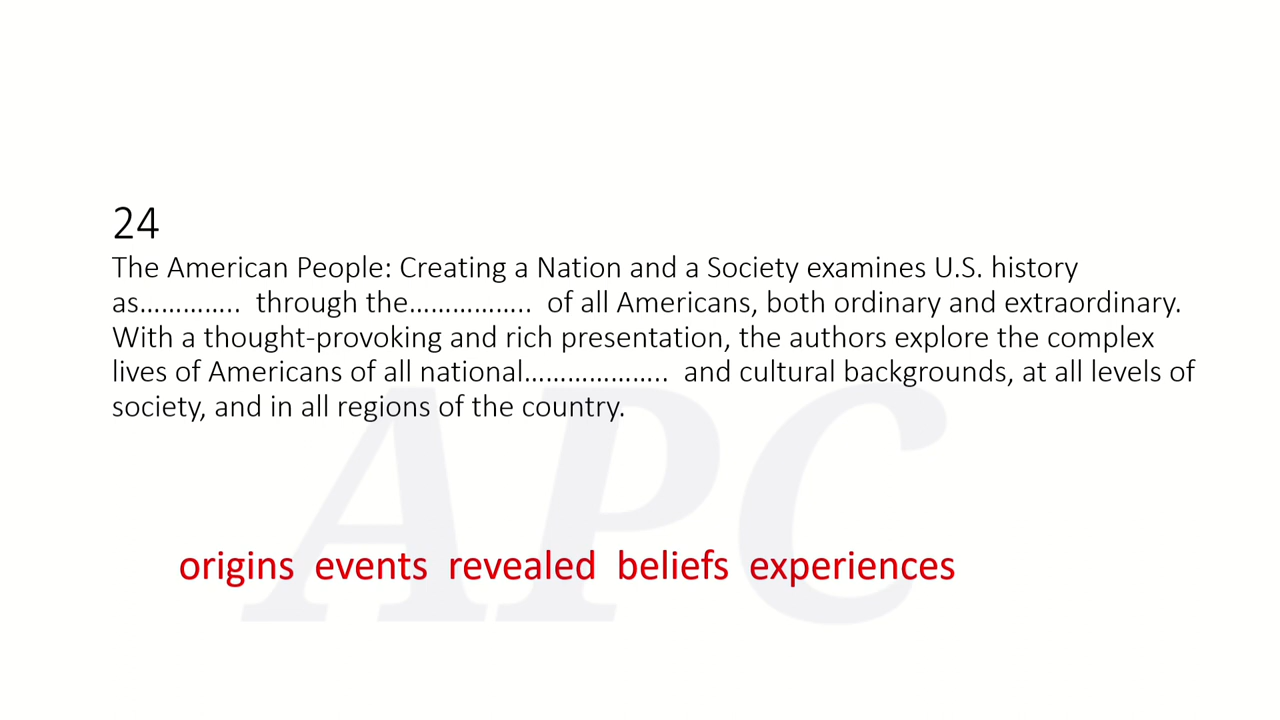 24
The American People: Creating a Nation and a Society examines U.S. history
as………….. through the…………….. of all Americans, both ordinary and extraordinary.
With a thought-provoking and rich presentation, the authors explore the complex
lives of Americans of all national……………….. and cultural backgrounds, at all levels of
society, and in all regions of the country.
APC
origins events revealed beliefs experiences